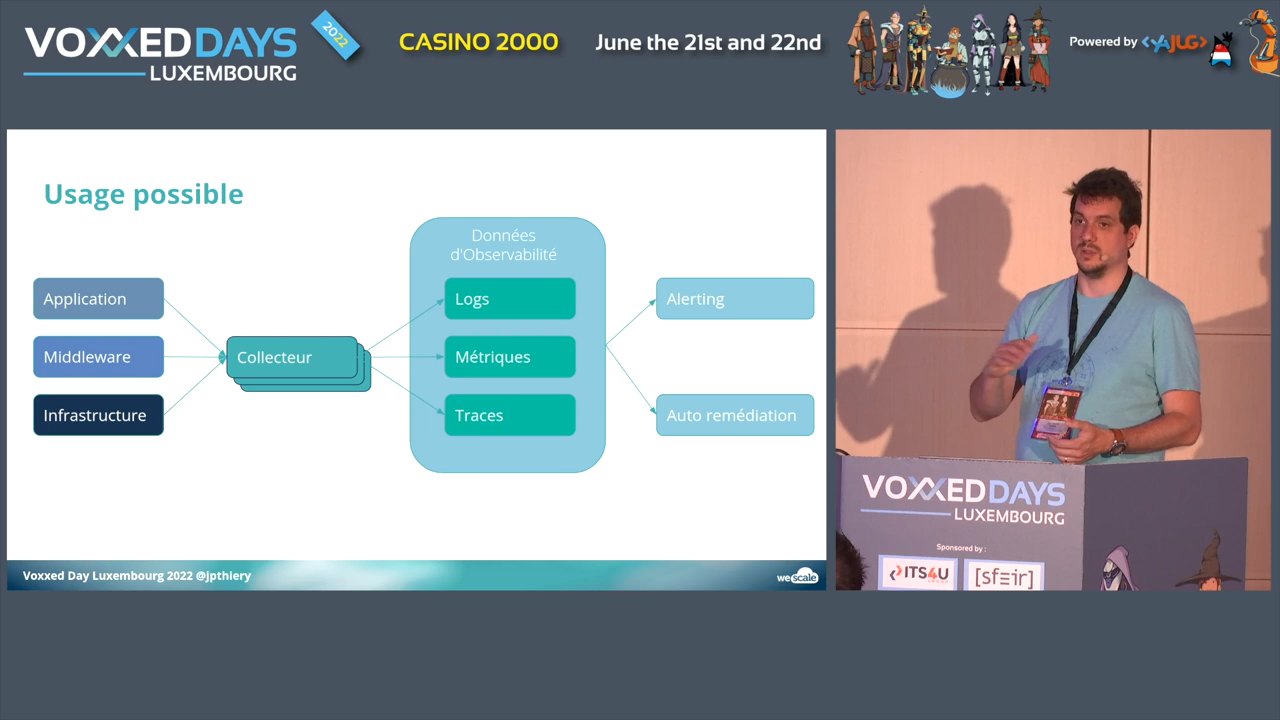 VOXXED DAYS
LUXEMBOURG
2022
CASINO 2000
June the 21st and 22nd
Powered by <YAJUG>
Usage possible
Application
Middleware
Infrastructure
Collecteur
Données
d'Observabilité
Logs
Métriques
Traces
Alerting
Auto remédiation
Voxxed Day Luxembourg 2022 @jpthiery
wescale
VOXXED DAYS
LUXEMBOURG
Sponsored by :
ITS4U
[sfeir]